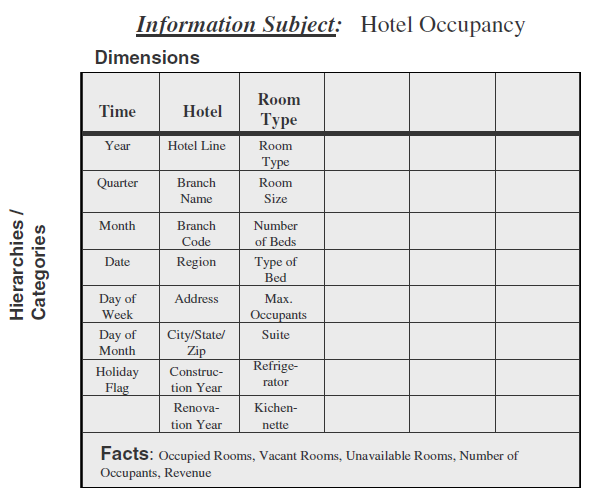 Information Subject: Hotel Occupancy
Dimensions
Hierarchies /
Categories
Time Hotel Room
Type
Year Hotel Line Room
Type
Quarter Branch
Name Room
Size
Month Branch
Code Number
of Beds
Date Region Type of
Bed
Day of
Week Address Max.
Occupants
Day of
Month City/State/
Zip Suite
Holiday
Flag Construc-
tion Year Refrige-
rator
Renova-
tion Year Kichen-
nette
Facts: Occupied Rooms, Vacant Rooms, Unavailable Rooms, Number of
Occupants, Revenue